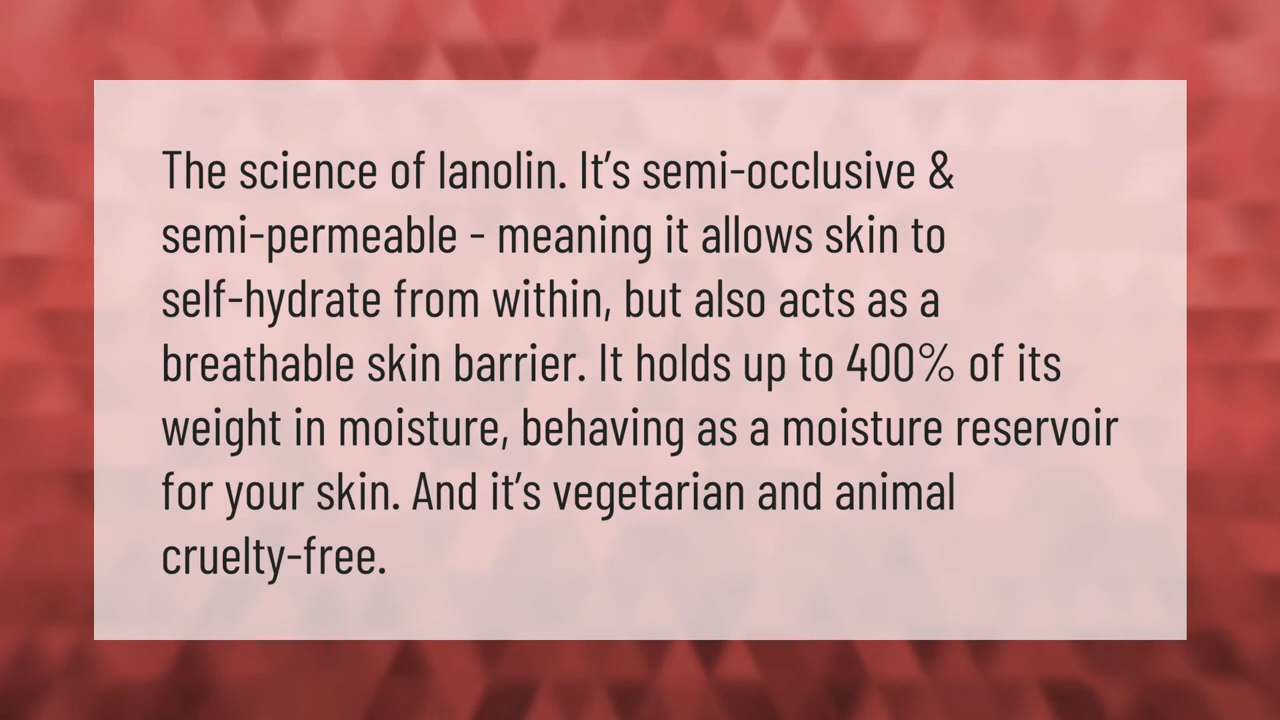 The science of lanolin. It’s semi-occlusive &
semi-permeable - meaning it allows skin to
self-hydrate from within, but also acts as a
breathable skin barrier. It holds up to 400% of its
weight in moisture, behaving as a moisture reservoir
for your skin. And it’s vegetarian and animal
cruelty-free.